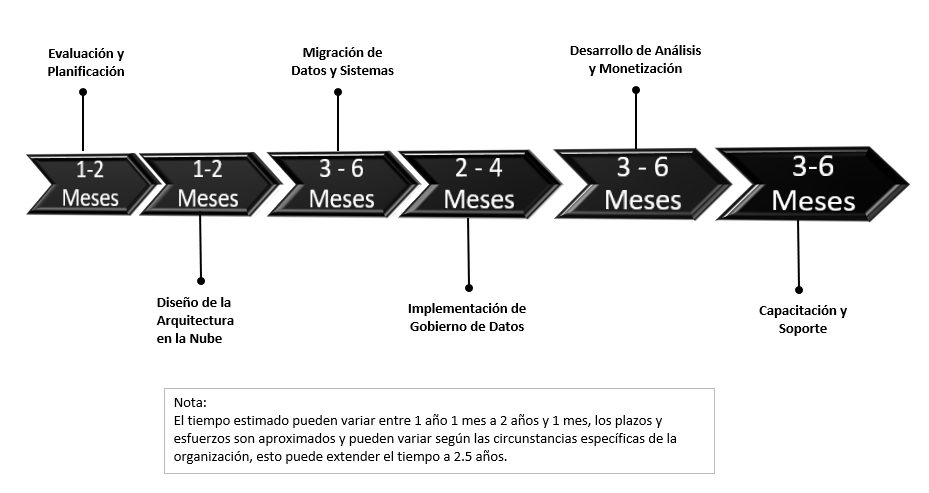 Evaluación y
Planificación
Migración de
Datos y Sistemas
Desarrollo de Análisis
y Monetización
1-2
Meses
1-2
Meses
3 - 6
Meses
2 - 4
Meses
3 - 6
Meses
3-6
Meses
Diseño de la
Arquitectura
en la Nube
Implementación de
Gobierno de Datos
Capacitación y
Soporte
Nota:
El tiempo estimado pueden variar entre 1 año 1 mes a 2 años y 1 mes, los plazos y
esfuerzos son aproximados y pueden variar según las circunstancias específicas de la
organización, esto puede extender el tiempo a 2.5 años.